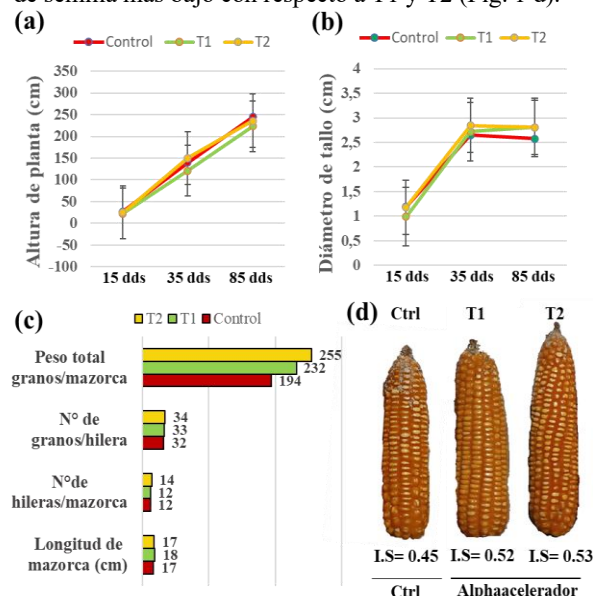 de semilla más bajo con respecto a T1 y T2 (Fig. 1 d).
(a)
Control T1 T2
Altura de planta (cm)
350
300
250
200
150
100
50
0
-50
-100
15 dds 35 dds 85 dds
(b)
Control T1 T2
Diámetro de tallo (cm)
4
3,5
3
2,5
2
1,5
1
0,5
0
15 dds 35 dds 85 dds
(c)
T2 T1 Control
Peso total
granos/mazorca
255
232
194
N° de
granos/hilera
34
33
32
N°de
hileras/mazorca
14
12
12
Longitud de
mazorca (cm)
17
18
17
(d)
Ctrl T1 T2
I.S= 0.45 I.S= 0.52 I.S= 0.53
Ctrl Alphaacelerador